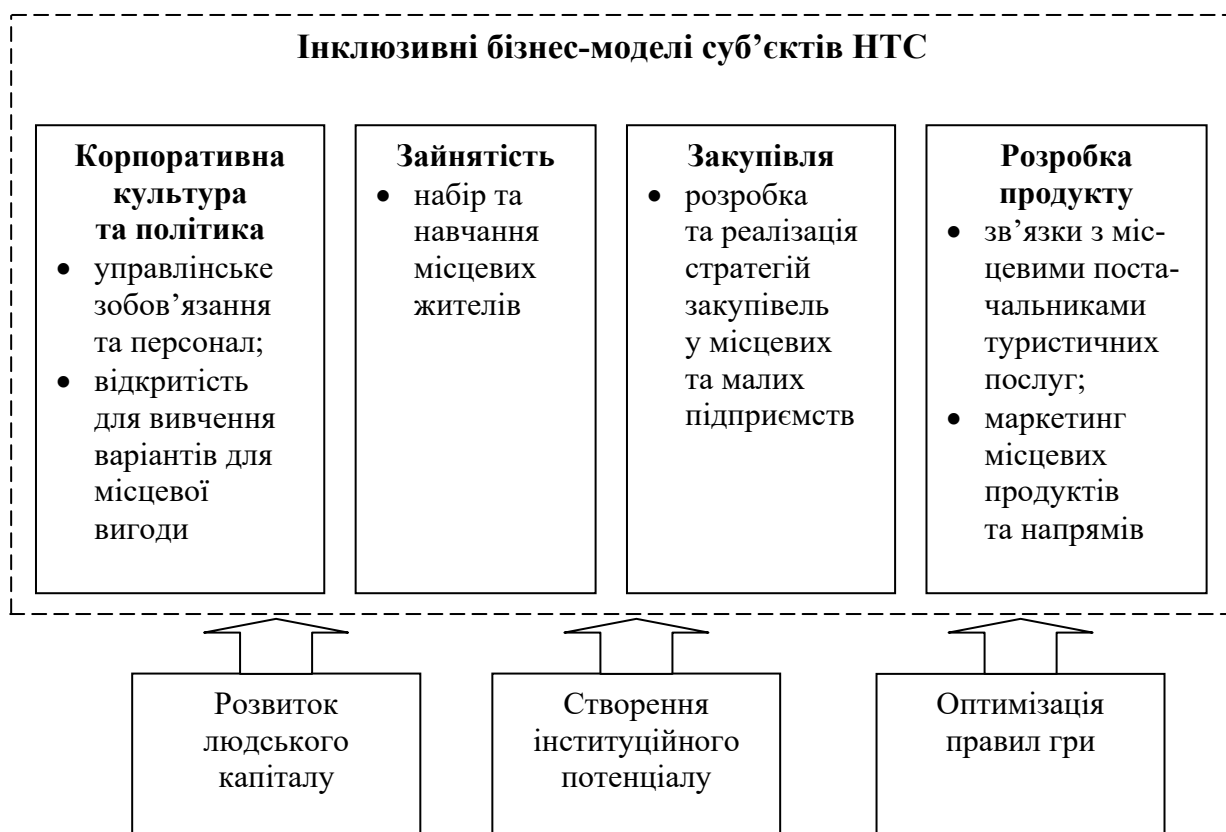 Інклюзивні бізнес-моделі суб’єктів НТС
Корпоративна
культура
та політика
• управлінське
зобов’язання
та персонал;
• відкритість
для вивчення
варіантів для
місцевої
вигоди
Зайнятість
• набір та
навчання
місцевих
жителів
Закупівля
• розробка
та реалізація
стратегій
закупівель
у місцевих
та малих
підприємств
Розробка
продукту
• зв’язки з міс-
цевими поста-
чальниками
туристичних
послуг;
• маркетинг
місцевих
продуктів
та напрямів
Розвиток
людського
капіталу
Створення
інституційного
потенціалу
Оптимізація
правил гри